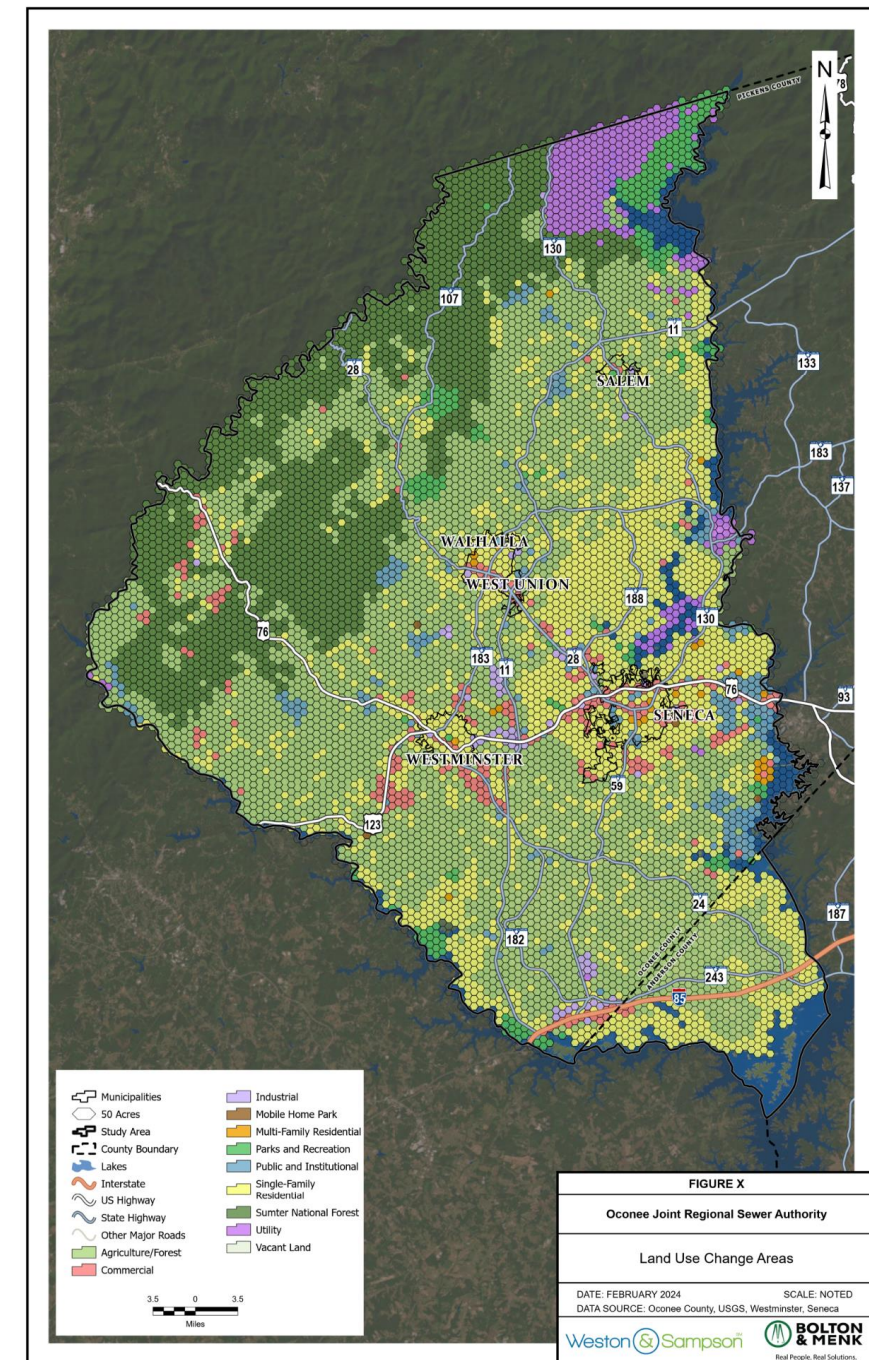 N
PICKENS COUNTY
78
130
107
11
133
28
SALEM
183
137
WALHALLA
WEST UNION
188
76
130
183
11
28
76
93
SENECA
WESTMINSTER
59
123
24
187
182
OCONEE COUNTY
ANDERSON COUNTY
243
85
Municipalities
50 Acres
Study Area
County Boundary
Lakes
Interstate
US Highway
State Highway
Other Major Roads
Agriculture/Forest
Commercial
Industrial
Mobile Home Park
Multi-Family Residential
Parks and Recreation
Public and Institutional
Single-Family
Residential
Sumter National Forest
Utility
Vacant Land
3.5 0 3.5
Miles
FIGURE X
Oconee Joint Regional Sewer Authority
Land Use Change Areas
DATE: FEBRUARY 2024 SCALE: NOTED
DATA SOURCE: Oconee County, USGS, Westminster, Seneca
Weston & Sampson
BOLTON
& MENK
Real People. Real Solutions.